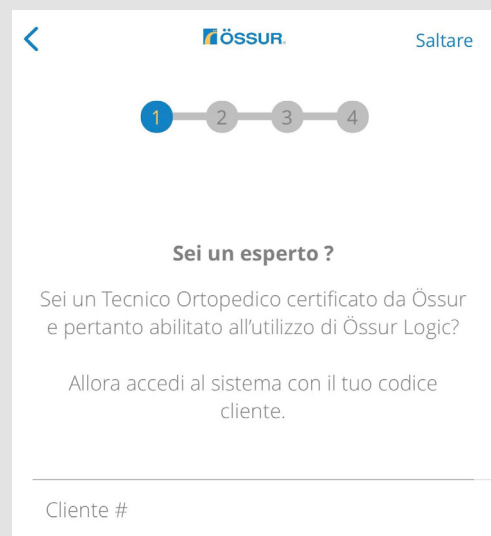 ÖSSUR.
Saltare
1 2 3 4
Sei un esperto ?
Sei un Tecnico Ortopedico certificato da Össur
e pertanto abilitato all’utilizzo di Össur Logic?
Allora accedi al sistema con il tuo codice
cliente.
Cliente #